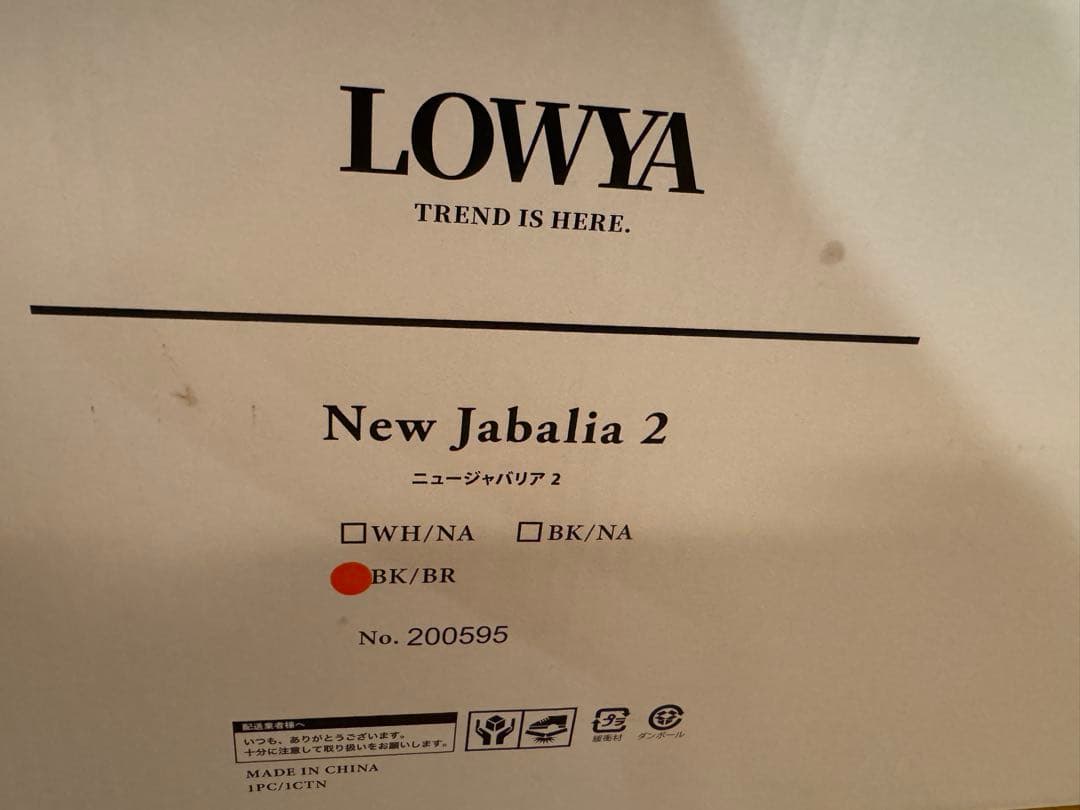 LOWYA
TREND IS HERE.
New Jabalia 2
ニュージャバリア 2
WH/NA BK/NA
BK/BR
No. 200595
配送業者様へ
いつも、ありがとうございます。
十分に注意して取り扱いをお願いします。
プラ
緩衝材 ダンボール
MADE IN CHINA
1PC/1CTN